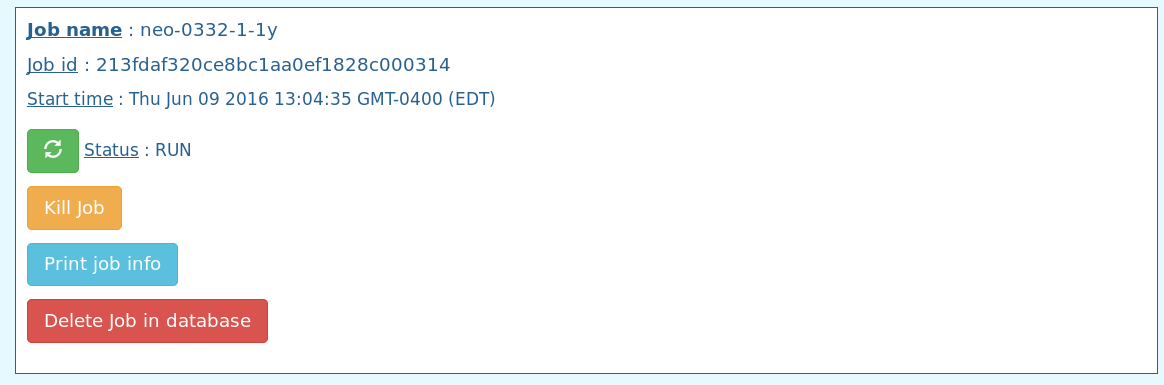 Job name : neo-0332-1-1y
Job id : 213fdaf320ce8bc1aa0ef1828c000314
Start time : Thu Jun 09 2016 13:04:35 GMT-0400 (EDT)
Status : RUN
Kill Job
Print job info
Delete Job in database